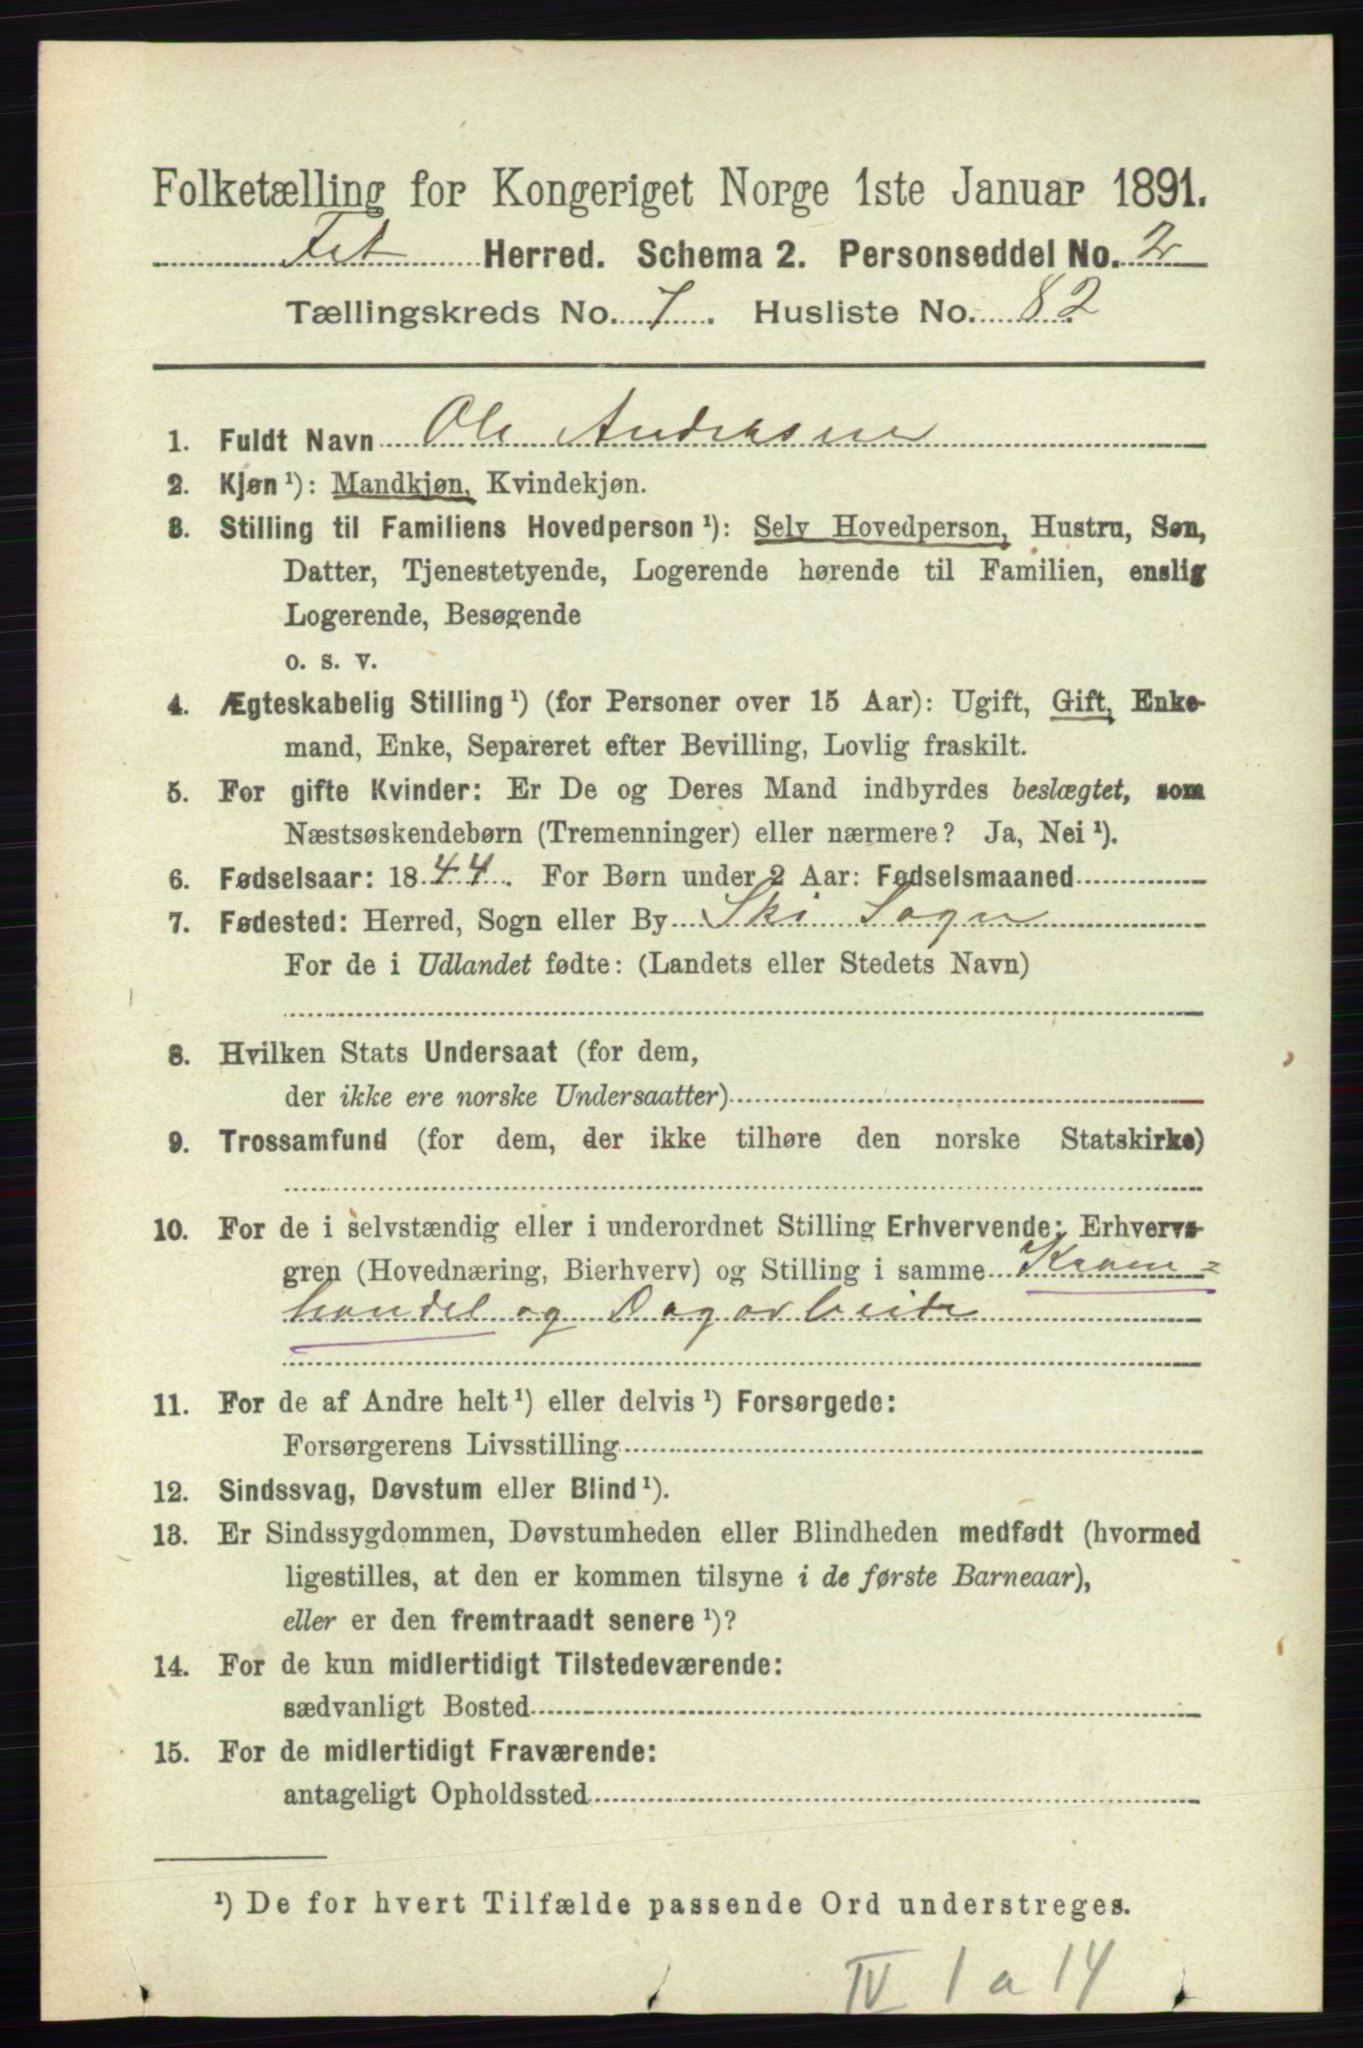 Folketælling for Kongeriget Norge 1ste Januar 1891.
Fet Herred. Schema 2. Personseddel No. 2
Tællingskreds No. 7. Husliste No. 82
1. Fuldt Navn Ole Andersen
2. Kjøn ¹): Mandkjøn, Kvindekjøn.
3. Stilling til Familiens Hovedperson ¹): Selv Hovedperson, Hustru, Søn,
Datter, Tjenestetyende, Logerende hørende til Familien, enslig
Logerende, Besøgende
o. s. v.
4. Ægteskabelig Stilling ¹) (for Personer over 15 Aar): Ugift, Gift, Enke-
mand, Enke, Separeret efter Bevilling, Lovlig fraskilt.
5. For gifte Kvinder: Er De og Deres Mand indbyrdes beslægtet, som
Næstsøskendebørn (Tremenninger) eller nærmere? Ja, Nei ¹).
6. Fødselsaar: 1844. For Børn under 2 Aar: Fødselsmaaned
7. Fødested: Herred, Sogn eller By Ski Sogn
For de i Udlandet fødte: (Landets eller Stedets Navn)
8. Hvilken Stats Undersaat (for dem,
der ikke ere norske Undersaatter)
9. Trossamfund (for dem, der ikke tilhøre den norske Statskirke)
10. For de i selvstændig eller i underordnet Stilling Erhvervende: Erhvervs-
gren (Hovednæring, Bierhverv) og Stilling i samme Kram=
handel og Dagarbeide
11. For de af Andre helt ¹) eller delvis ¹) Forsørgede:
Forsørgerens Livsstilling
12. Sindssvag, Døvstum eller Blind ¹).
13. Er Sindssygdommen, Døvstumheden eller Blindheden medfødt (hvormed
ligestilles, at den er kommen tilsyne i de første Barneaar),
eller er den fremtraadt senere ¹)?
14. For de kun midlertidigt Tilstedeværende:
sædvanligt Bosted
15. For de midlertidigt Fraværende:
antageligt Opholdssted
¹) De for hvert Tilfælde passende Ord understreges.
IV 1 a 14